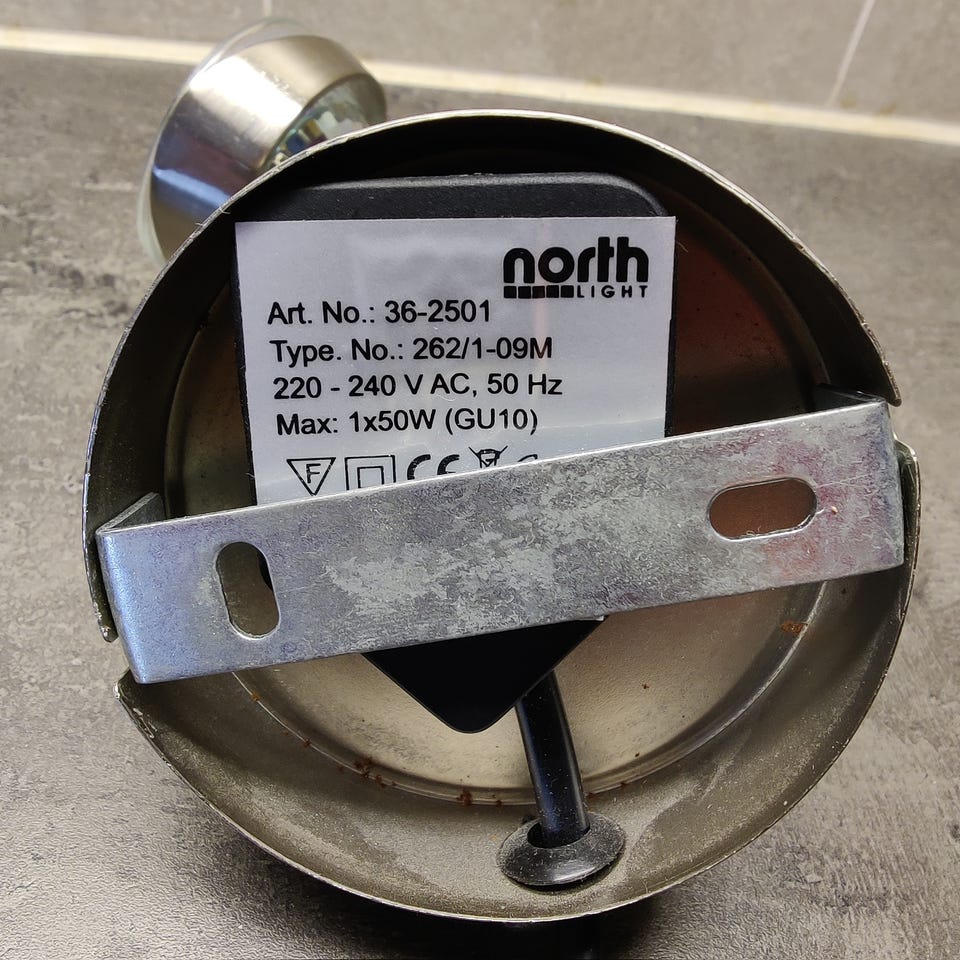 north
LIGHT
Art. No.: 36-2501
Type. No.: 262/1-09M
220 - 240 V AC, 50 Hz
Max: 1x50W (GU10)
F CE